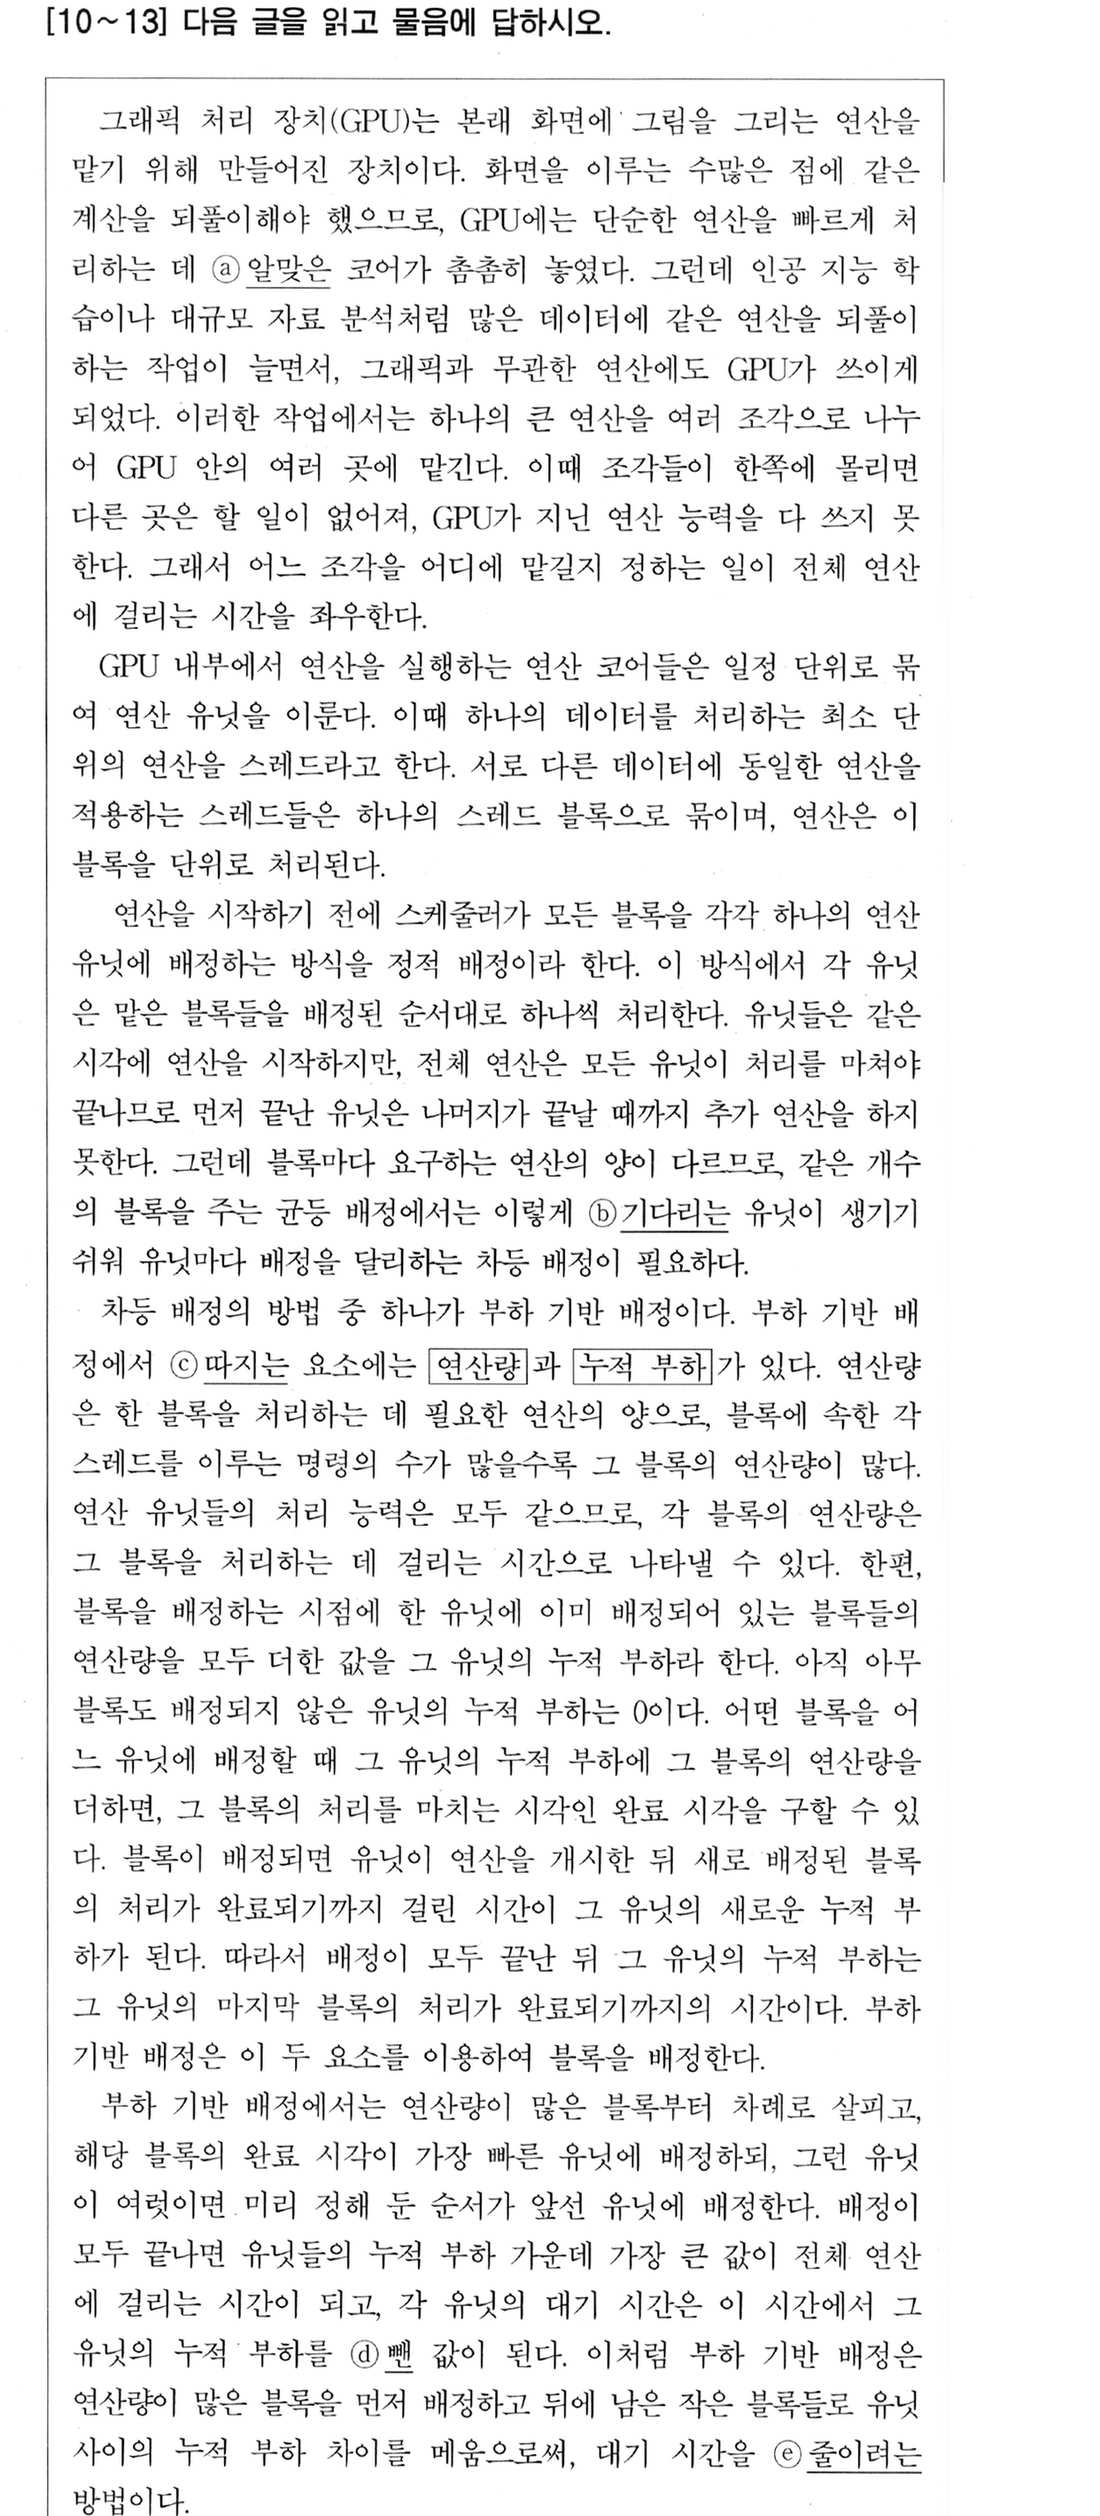 [10~13] 다음 글을 읽고 물음에 답하시오.
그래픽 처리 장치(GPU)는 본래 화면에 그림을 그리는 연산을
맡기 위해 만들어진 장치이다. 화면을 이루는 수많은 점에 같은
계산을 되풀이해야 했으므로, GPU에는 단순한 연산을 빠르게 처
리하는 데 ⓐ알맞은 코어가 촘촘히 놓였다. 그런데 인공 지능 학
습이나 대규모 자료 분석처럼 많은 데이터에 같은 연산을 되풀이
하는 작업이 늘면서, 그래픽과 무관한 연산에도 GPU가 쓰이게
되었다. 이러한 작업에서는 하나의 큰 연산을 여러 조각으로 나누
어 GPU 안의 여러 곳에 맡긴다. 이때 조각들이 한쪽에 몰리면
다른 곳은 할 일이 없어져, GPU가 지닌 연산 능력을 다 쓰지 못
한다. 그래서 어느 조각을 어디에 맡길지 정하는 일이 전체 연산
에 걸리는 시간을 좌우한다.
GPU 내부에서 연산을 실행하는 연산 코어들은 일정 단위로 묶
여 연산 유닛을 이룬다. 이때 하나의 데이터를 처리하는 최소 단
위의 연산을 스레드라고 한다. 서로 다른 데이터에 동일한 연산을
적용하는 스레드들은 하나의 스레드 블록으로 묶이며, 연산은 이
블록을 단위로 처리된다.
연산을 시작하기 전에 스케줄러가 모든 블록을 각각 하나의 연산
유닛에 배정하는 방식을 정적 배정이라 한다. 이 방식에서 각 유닛
은 맡은 블록들을 배정된 순서대로 하나씩 처리한다. 유닛들은 같은
시각에 연산을 시작하지만, 전체 연산은 모든 유닛이 처리를 마쳐야
끝나므로 먼저 끝난 유닛은 나머지가 끝날 때까지 추가 연산을 하지
못한다. 그런데 블록마다 요구하는 연산의 양이 다르므로, 같은 개수
의 블록을 주는 균등 배정에서는 이렇게 ⓑ기다리는 유닛이 생기기
쉬워 유닛마다 배정을 달리하는 차등 배정이 필요하다.
차등 배정의 방법 중 하나가 부하 기반 배정이다. 부하 기반 배
정에서 ⓒ따지는 요소에는 연산량과 누적 부하가 있다. 연산량
은 한 블록을 처리하는 데 필요한 연산의 양으로, 블록에 속한 각
스레드를 이루는 명령의 수가 많을수록 그 블록의 연산량이 많다.
연산 유닛들의 처리 능력은 모두 같으므로, 각 블록의 연산량은
그 블록을 처리하는 데 걸리는 시간으로 나타낼 수 있다. 한편,
블록을 배정하는 시점에 한 유닛에 이미 배정되어 있는 블록들의
연산량을 모두 더한 값을 그 유닛의 누적 부하라 한다. 아직 아무
블록도 배정되지 않은 유닛의 누적 부하는 0이다. 어떤 블록을 어
느 유닛에 배정할 때 그 유닛의 누적 부하에 그 블록의 연산량을
더하면, 그 블록의 처리를 마치는 시각인 완료 시각을 구할 수 있
다. 블록이 배정되면 유닛이 연산을 개시한 뒤 새로 배정된 블록
의 처리가 완료되기까지 걸린 시간이 그 유닛의 새로운 누적 부
하가 된다. 따라서 배정이 모두 끝난 뒤 그 유닛의 누적 부하는
그 유닛의 마지막 블록의 처리가 완료되기까지의 시간이다. 부하
기반 배정은 이 두 요소를 이용하여 블록을 배정한다.
부하 기반 배정에서는 연산량이 많은 블록부터 차례로 살피고,
해당 블록의 완료 시각이 가장 빠른 유닛에 배정하되, 그런 유닛
이 여럿이면 미리 정해 둔 순서가 앞선 유닛에 배정한다. 배정이
모두 끝나면 유닛들의 누적 부하 가운데 가장 큰 값이 전체 연산
에 걸리는 시간이 되고, 각 유닛의 대기 시간은 이 시간에서 그
유닛의 누적 부하를 ⓓ뺀 값이 된다. 이처럼 부하 기반 배정은
연산량이 많은 블록을 먼저 배정하고 뒤에 남은 작은 블록들로 유닛
사이의 누적 부하 차이를 메움으로써, 대기 시간을 ⓔ줄이려는
방법이다.